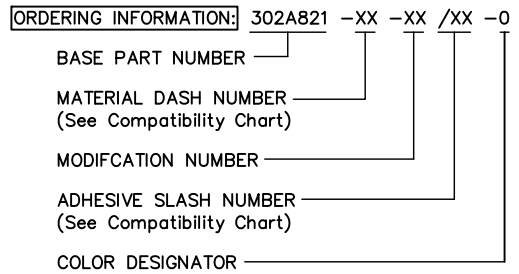 ORDERING INFORMATION: 302A821 -XX -XX /XX -0
BASE PART NUMBER
MATERIAL DASH NUMBER
(See Compatibility Chart)
MODIFCATION NUMBER
ADHESIVE SLASH NUMBER
(See Compatibility Chart)
COLOR DESIGNATOR